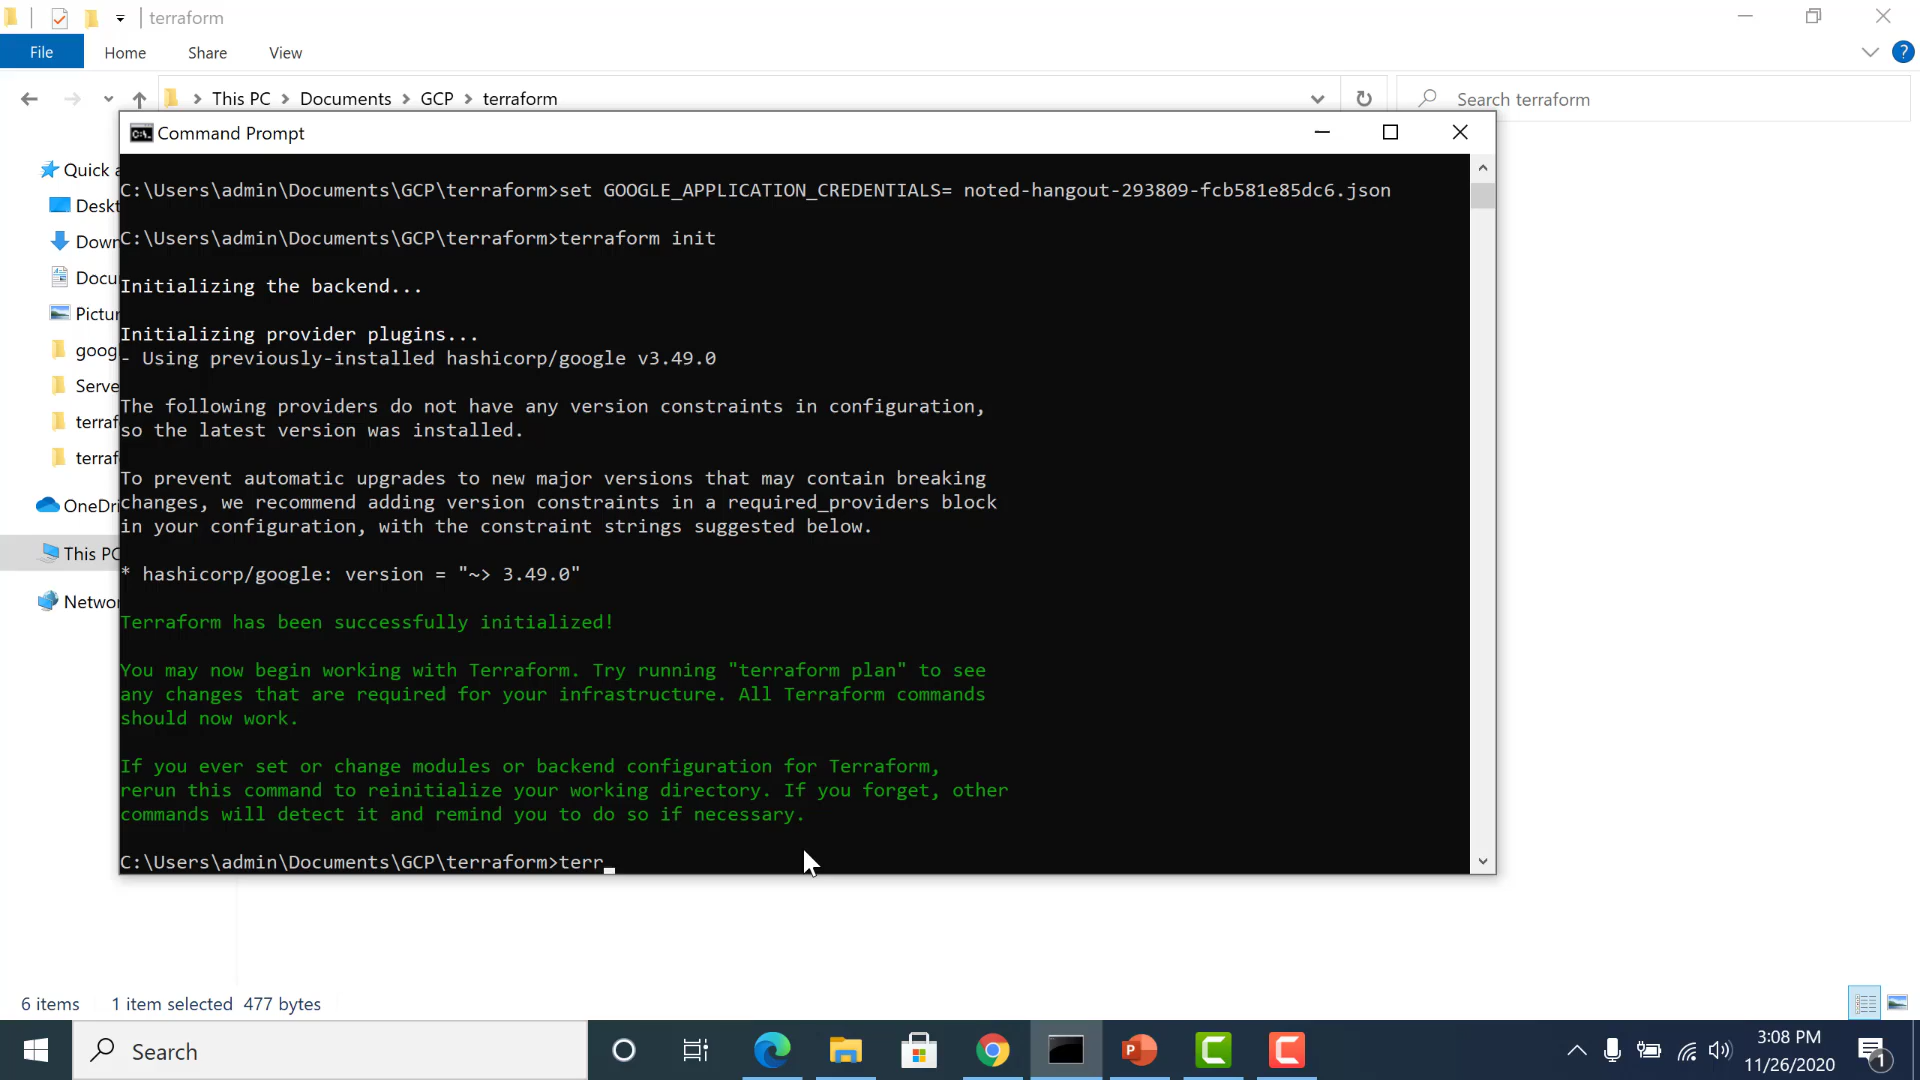 terraform
File
Home
Share
View
This PC
Documents
GCP
terraform
Search terraform
Command Prompt
Quick a
Deskt
Down
Docu
Pictur
goog
Serve
terraf
terraf
OneDri
This PC
Netwo
C:\Users\admin\Documents\GCP\terraform>set GOOGLE_APPLICATION_CREDENTIALS= noted-hangout-293809-fcb581e85dc6.json
C:\Users\admin\Documents\GCP\terraform>terraform init
Initializing the backend...
Initializing provider plugins...
- Using previously-installed hashicorp/google v3.49.0
The following providers do not have any version constraints in configuration,
so the latest version was installed.
To prevent automatic upgrades to new major versions that may contain breaking
changes, we recommend adding version constraints in a required_providers block
in your configuration, with the constraint strings suggested below.
* hashicorp/google: version = "~> 3.49.0"
Terraform has been successfully initialized!
You may now begin working with Terraform. Try running "terraform plan" to see
any changes that are required for your infrastructure. All Terraform commands
should now work.
If you ever set or change modules or backend configuration for Terraform,
rerun this command to reinitialize your working directory. If you forget, other
commands will detect it and remind you to do so if necessary.
C:\Users\admin\Documents\GCP\terraform>terr_
6 items 1 item selected 477 bytes
Search
3:08 PM
11/26/2020
1